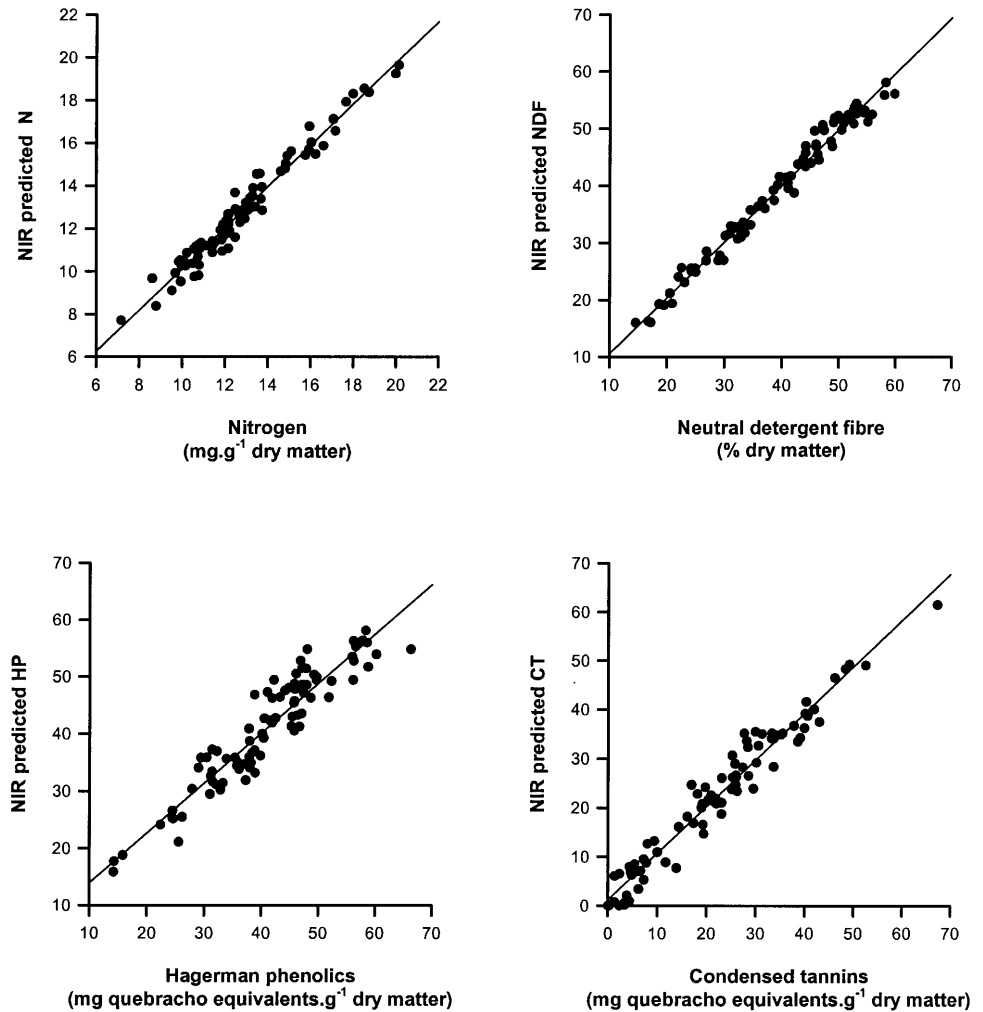 NIR predicted N
22
20
18
16
14
12
10
8
6
6 8 10 12 14 16 18 20 22
Nitrogen
(mg.g-1 dry matter)
NIR predicted NDF
70
60
50
40
30
20
10
10 20 30 40 50 60 70
Neutral detergent fibre
(% dry matter)
NIR predicted HP
70
60
50
40
30
20
10
10 20 30 40 50 60 70
Hagerman phenolics
(mg quebracho equivalents.g-1 dry matter)
NIR predicted CT
70
60
50
40
30
20
10
0
0 10 20 30 40 50 60 70
Condensed tannins
(mg quebracho equivalents.g-1 dry matter)